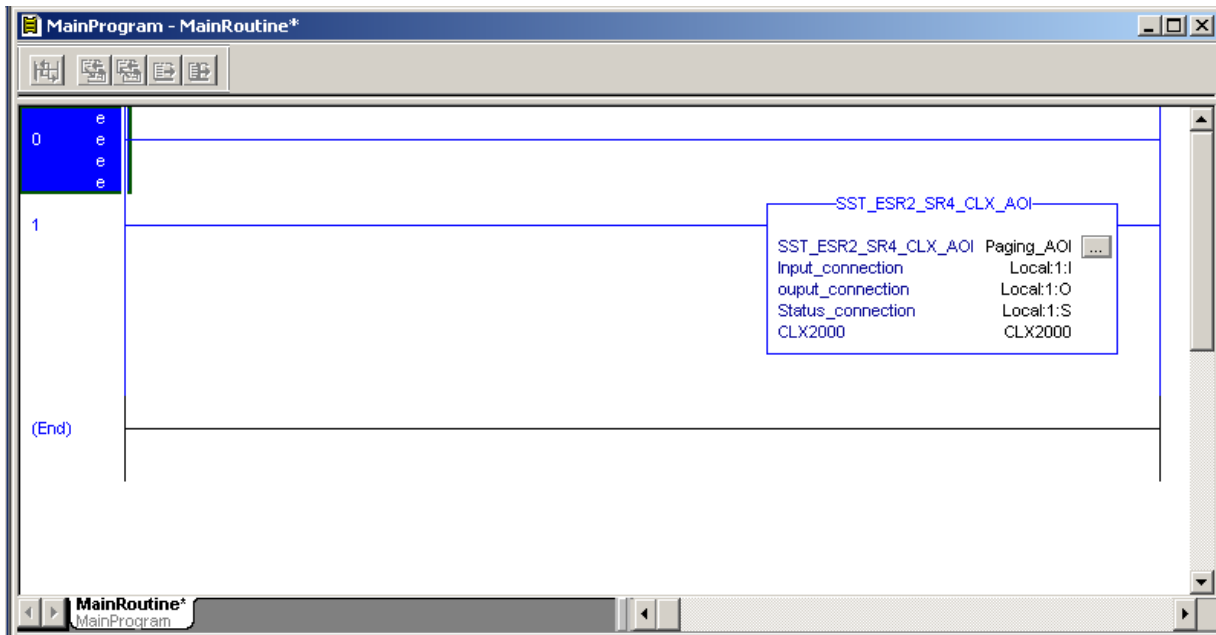 MainProgram - MainRoutine*
e
0 e
e
e
1
SST_ESR2_SR4_CLX_AOI
SST_ESR2_SR4_CLX_AOI Paging_AOI ...
Input_connection Local:1:I
ouput_connection Local:1:O
Status_connection Local:1:S
CLX2000 CLX2000
(End)
MainRoutine*
MainProgram